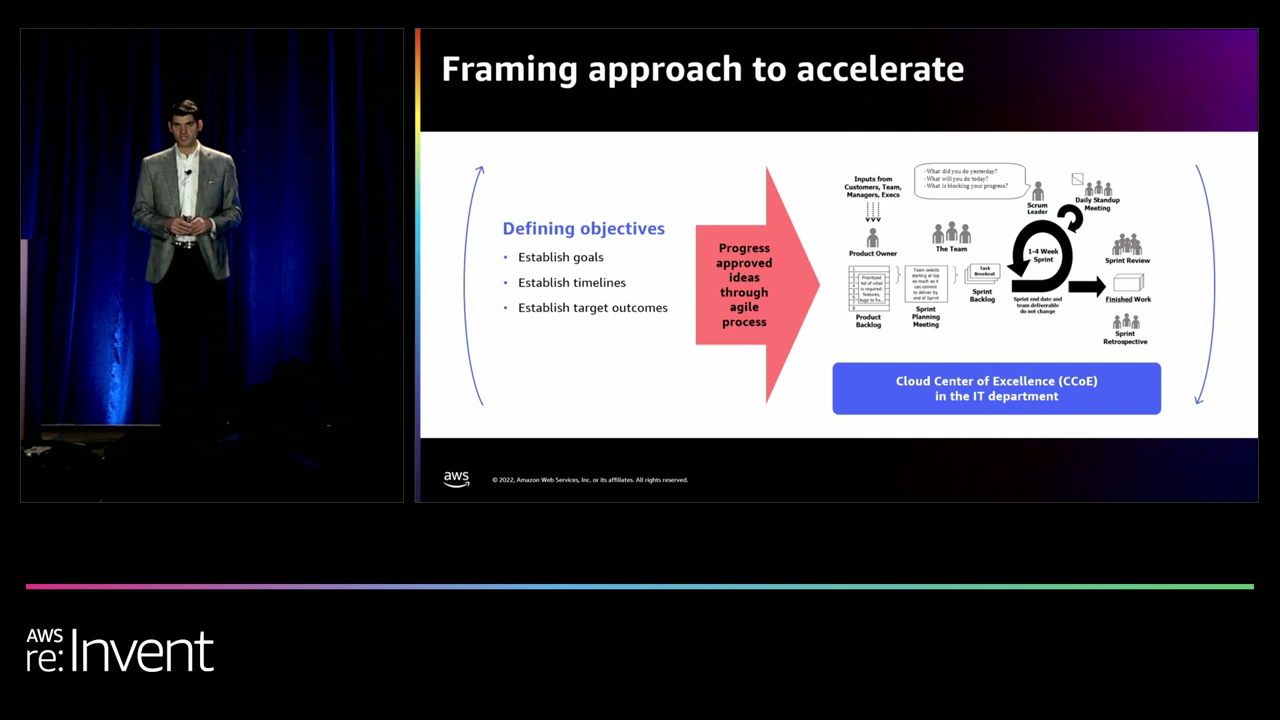 Framing approach to accelerate
Defining objectives
• Establish goals
• Establish timelines
• Establish target outcomes
Progress
approved
ideas
through
agile
process
Inputs from
Customers, Team,
Managers, Execs
Product Owner
The Team
- What did you do yesterday?
- What will you do today?
- What is blocking your progress?
Scrum
Leader
Daily Standup
Meeting
1-4 Week
Sprint
Sprint Review
Prioritized
list of what
is required:
features,
bugs to fix...
Product
Backlog
Team selects
starting at top
as much as it
can commit
to deliver by
end of Sprint
Sprint
Planning
Meeting
Task
Breakout
Sprint
Backlog
Sprint end date and
team deliverable
do not change
Finished Work
Sprint
Retrospective
Cloud Center of Excellence (CCoE)
in the IT department
aws
© 2022, Amazon Web Services, Inc. or its affiliates. All rights reserved.
AWS
re:Invent